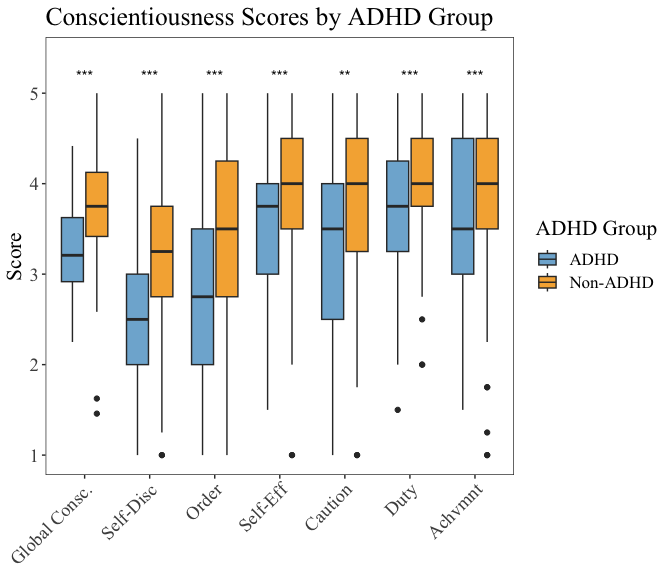 Conscientiousness Scores by ADHD Group
*** *** *** *** ** *** ***
5
4
3
2
1
Score
Global Consc. Self-Disc Order Self-Eff Caution Duty Achvmnt
ADHD Group
ADHD
Non-ADHD